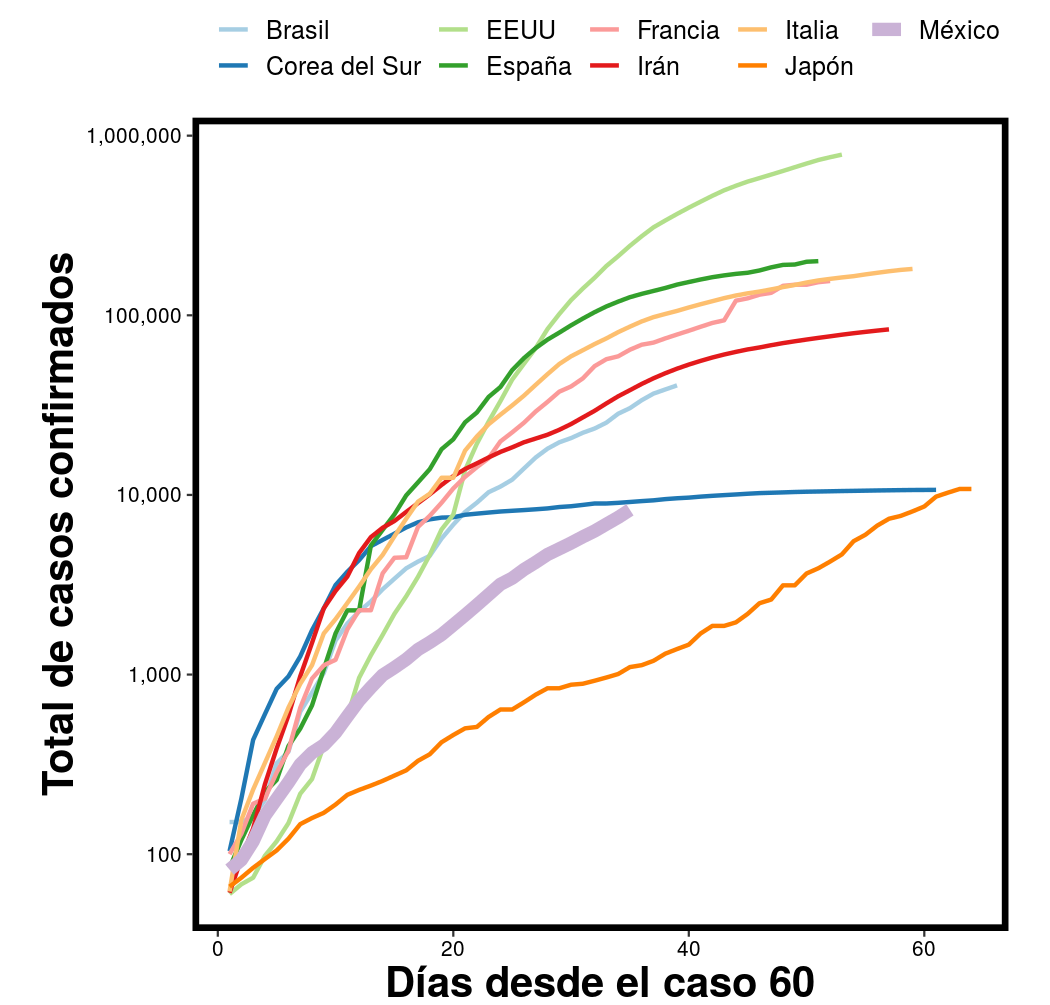 Brasil EEUU Francia Italia México
Corea del Sur España Irán Japón
1,000,000
100,000
10,000
1,000
100
Total de casos confirmados
0 20 40 60
Días desde el caso 60